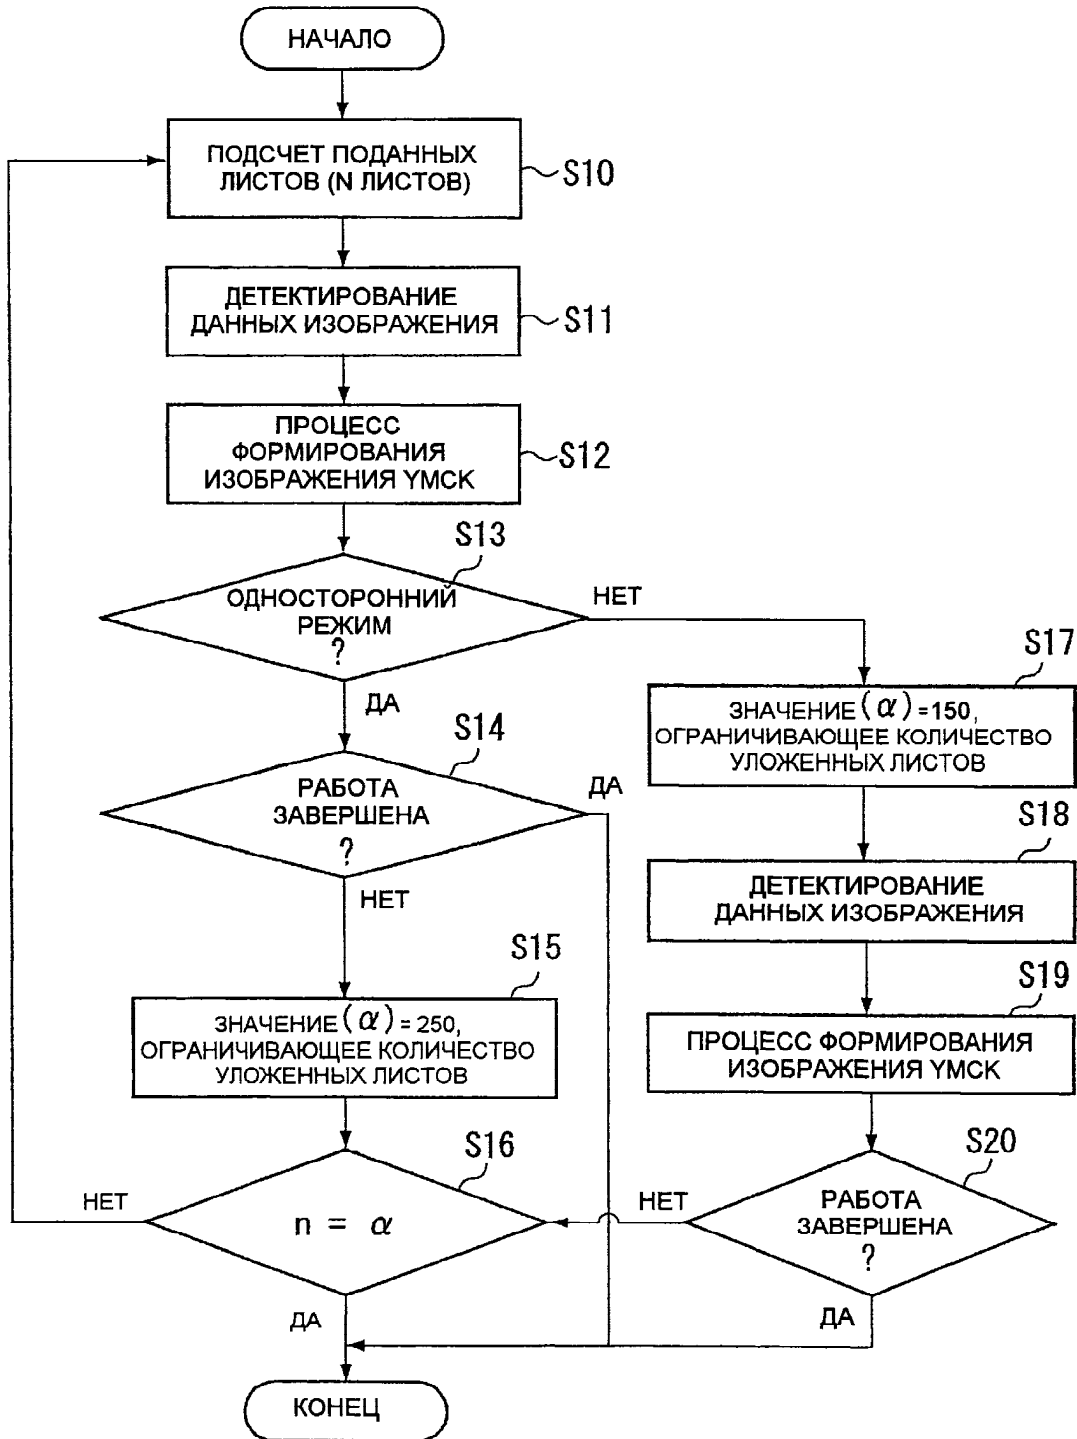 НАЧАЛО
ПОДСЧЕТ ПОДАННЫХ
ЛИСТОВ (N ЛИСТОВ)
S10
ДЕТЕКТИРОВАНИЕ
ДАННЫХ ИЗОБРАЖЕНИЯ
S11
ПРОЦЕСС
ФОРМИРОВАНИЯ
ИЗОБРАЖЕНИЯ YMCK
S12
S13
ОДНОСТОРОННИЙ
РЕЖИМ
?
НЕТ
ДА
S14
РАБОТА
ЗАВЕРШЕНА
?
ДА
НЕТ
S15
ЗНАЧЕНИЕ (α) = 250,
ОГРАНИЧИВАЮЩЕЕ КОЛИЧЕСТВО
УЛОЖЕННЫХ ЛИСТОВ
S16
n = α
НЕТ
ДА
S17
ЗНАЧЕНИЕ (α) = 150,
ОГРАНИЧИВАЮЩЕЕ КОЛИЧЕСТВО
УЛОЖЕННЫХ ЛИСТОВ
S18
ДЕТЕКТИРОВАНИЕ
ДАННЫХ ИЗОБРАЖЕНИЯ
S19
ПРОЦЕСС ФОРМИРОВАНИЯ
ИЗОБРАЖЕНИЯ YMCK
S20
РАБОТА
ЗАВЕРШЕНА
?
НЕТ
ДА
КОНЕЦ